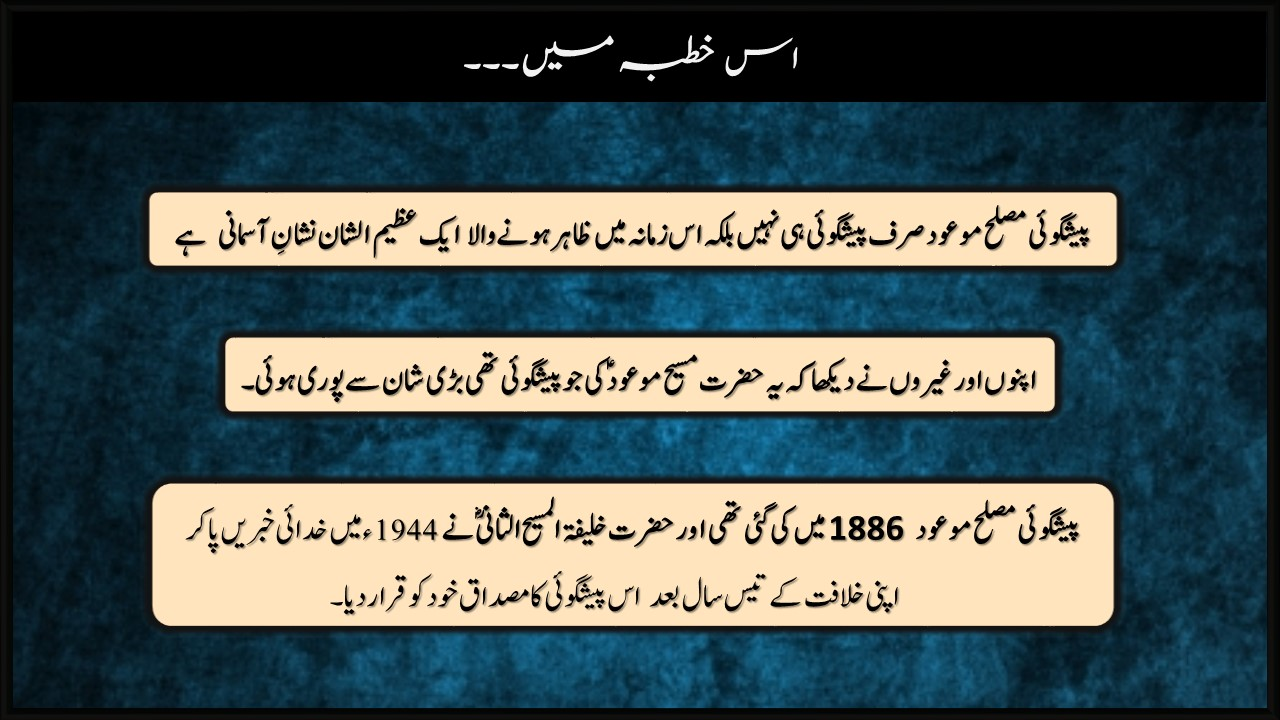 اس خطبہ میں۔۔۔
پیشگوئی مصلح موعود صرف پیشگوئی ہی نہیں بلکہ اس زمانہ میں ظاہر ہونے والا ایک عظیم الشان نشانِ آسمانی ہے
اپنوں اور غیروں نے دیکھا کہ یہ حضرت مسیح موعودؑ کی جو پیشگوئی تھی بڑی شان سے پوری ہوئی۔
پیشگوئی مصلح موعود 1886 میں کی گئی تھی اور حضرت خلیفۃ المسیح الثانیؓ نے 1944ء میں خدائی خبریں پا کر
اپنی خلافت کے تیس سال بعد اس پیشگوئی کا مصداق خود کو قرار دیا۔